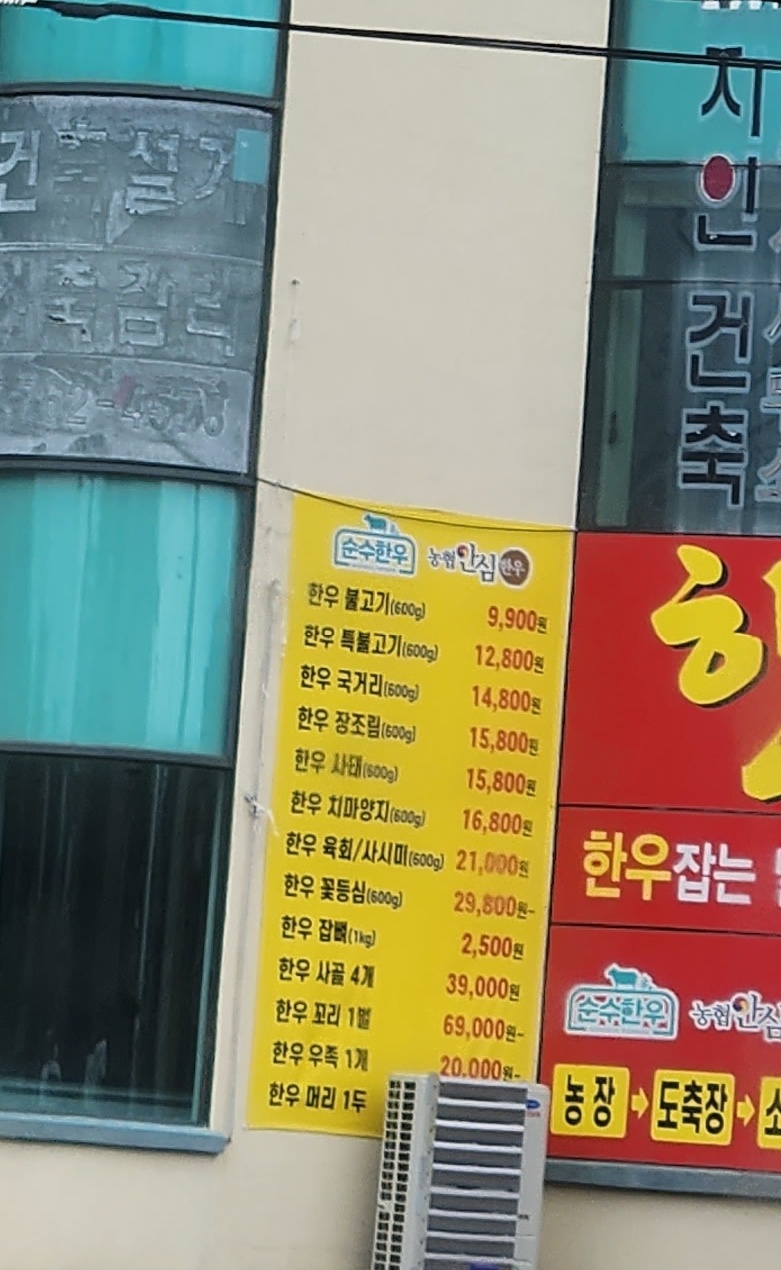 건축설계
건축감리
지인건축
순수한우 농협안심한우
한우 불고기(600g) 9,900원
한우 특불고기(600g) 12,800원
한우 국거리(600g) 14,800원
한우 장조림(600g) 15,800원
한우 사태(600g) 15,800원
한우 치마양지(600g) 16,800원
한우 육회/사시미(600g) 21,000원
한우 꽃등심(600g) 29,800원~
한우 잡뼈(1kg) 2,500원
한우 사골 4개 39,000원
한우 꼬리 1벌 69,000원~
한우 우족 1개 20,000원~
한우 머리 1두
한우잡는
순수한우 농협안심
농장→도축장→소